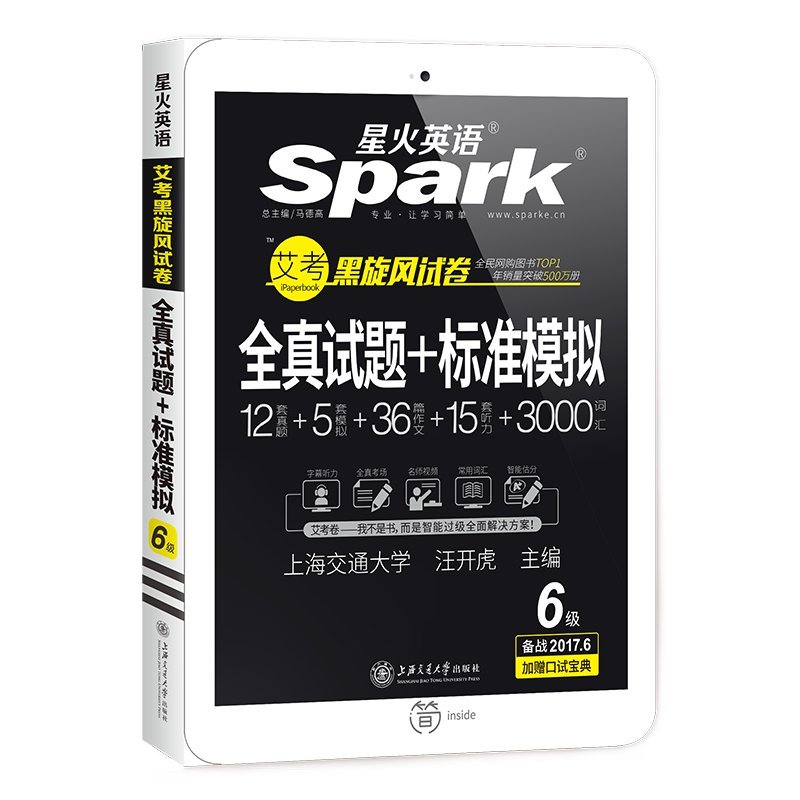 星火英语
艾考黑旋风试卷
全真试题+标准模拟
6级
上海交通大学出版社
SHANGHAI JIAO TONG UNIVERSITY PRESS
星火英语®
Spark®
总主编/马德高 专业·让学习简单 www.sparke.cn
TM
艾考
iPaperbook
黑旋风试卷
全民网购图书TOP1
年销量突破500万册
全真试题+标准模拟
12套真题+5套模拟+36篇作文+15套听力+3000词汇
字幕听力 全真考场 名师视频 常用词汇 智能估分
艾考卷——我不是书,而是智能过级全面解决方案!
上海交通大学 汪开虎 主编
6级
备战2017.6
加赠口试宝典
上海交通大学出版社
SHANGHAI JIAO TONG UNIVERSITY PRESS
简 inside